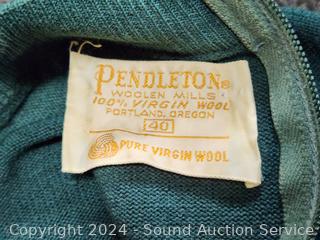 PENDLETON®
WOOLEN MILLS
100% VIRGIN WOOL
PORTLAND, OREGON
40
PURE VIRGIN WOOL
Copyright 2024 - Sound Auction Service